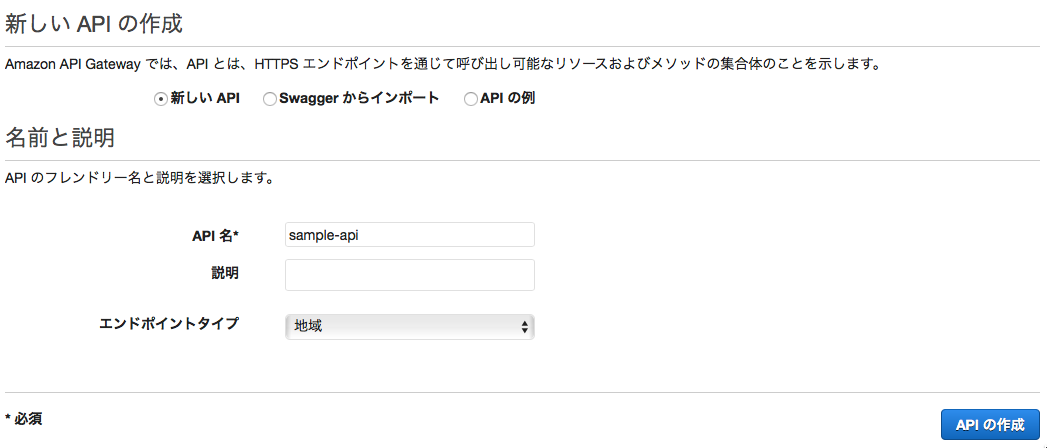 新しい API の作成
Amazon API Gateway では、API とは、HTTPS エンドポイントを通じて呼び出し可能なリソースおよびメソッドの集合体のことを示します。
新しい API Swagger からインポート API の例
名前と説明
API のフレンドリー名と説明を選択します。
API 名* sample-api
説明
エンドポイントタイプ 地域
* 必須 API の作成